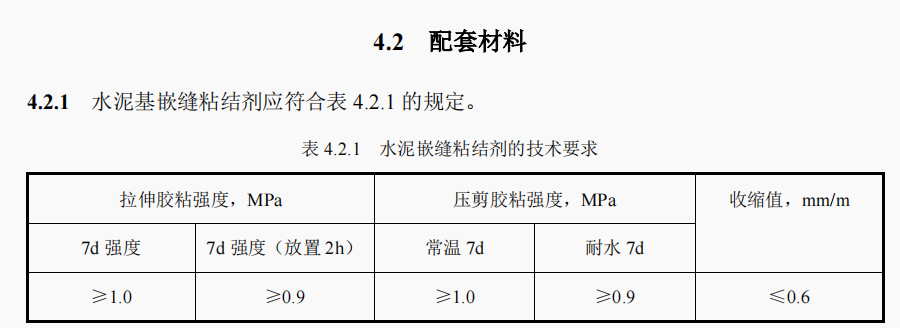 4.2 配套材料
4.2.1 水泥基嵌缝粘结剂应符合表 4.2.1 的规定。
表 4.2.1 水泥嵌缝粘结剂的技术要求
拉伸胶粘强度，MPa 压剪胶粘强度，MPa 收缩值，mm/m
7d 强度 7d 强度（放置 2h） 常温 7d 耐水 7d
≥1.0 ≥0.9 ≥1.0 ≥0.9 ≤0.6